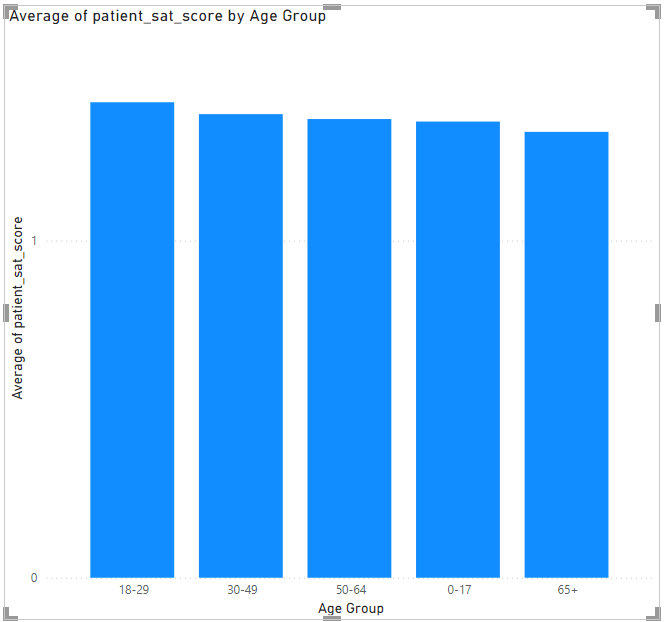 Average of patient_sat_score by Age Group
Average of patient_sat_score
1
0
18-29 30-49 50-64 0-17 65+
Age Group